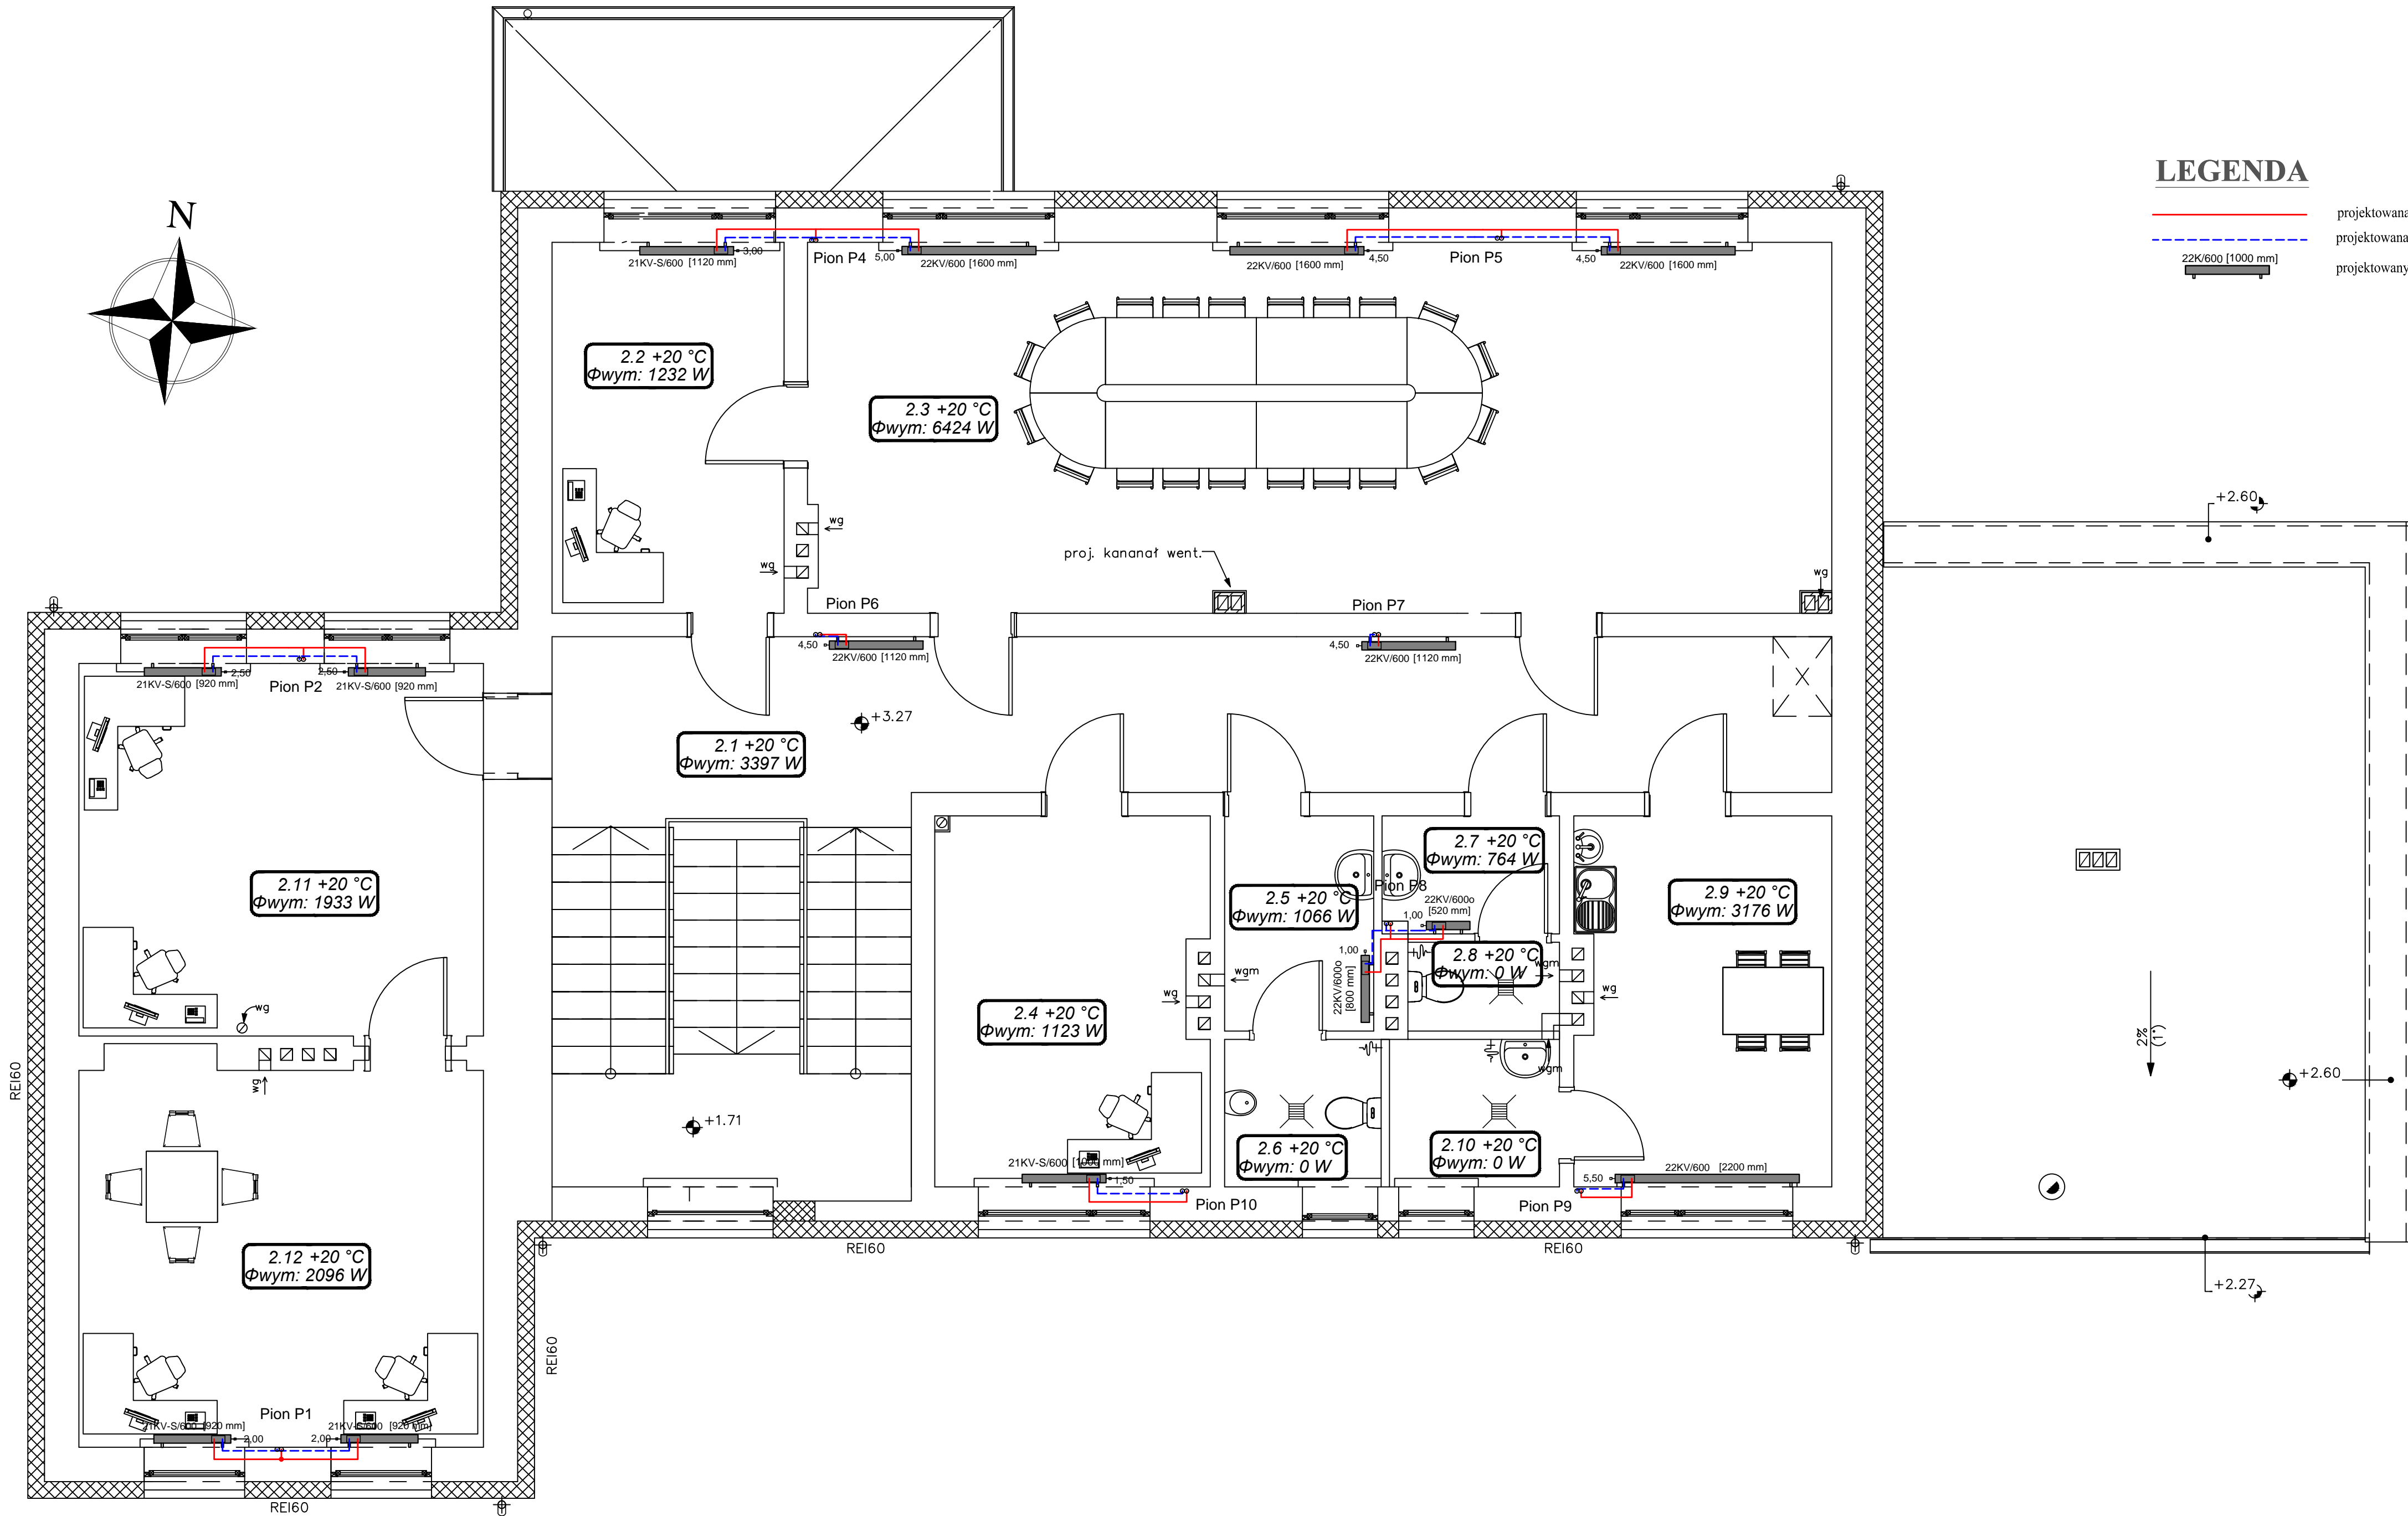 LEGENDA
projektowana
projektowana
22K/600 [1000 mm]
projektowany
N
21KV-S/600 [1120 mm]
3,00
Pion P4
5,00
22KV/600 [1600 mm]
22KV/600 [1600 mm]
4,50
Pion P5
4,50
22KV/600 [1600 mm]
2.2 +20 °C
Φwym: 1232 W
2.3 +20 °C
Φwym: 6424 W
wg
wg
proj. kananał went.
wg
+2.60
Pion P6
4,50
22KV/600 [1120 mm]
Pion P7
4,50
22KV/600 [1120 mm]
21KV-S/600 [920 mm]
2,50
Pion P2
2,50
21KV-S/600 [920 mm]
+3.27
2.1 +20 °C
Φwym: 3397 W
2.11 +20 °C
Φwym: 1933 W
2.5 +20 °C
Φwym: 1066 W
2.7 +20 °C
Φwym: 764 W
Pion P8
22KV/600o
[520 mm]
1,00
2.9 +20 °C
Φwym: 3176 W
1,00
22KV/600o
[800 mm]
2.8 +20 °C
Φwym: 0 W
wgm
wgm
wg
wg
wg
2.4 +20 °C
Φwym: 1123 W
wgm
wg
2%
(1°)
+2.60
REI60
+1.71
2.6 +20 °C
Φwym: 0 W
2.10 +20 °C
Φwym: 0 W
21KV-S/600 [1000 mm]
1,50
Pion P10
5,50
22KV/600 [2200 mm]
Pion P9
REI60
REI60
+2.27
2.12 +20 °C
Φwym: 2096 W
REI60
Pion P1
21KV-S/600 [920 mm]
2,00
2,00
21KV-S/600 [920 mm]
REI60